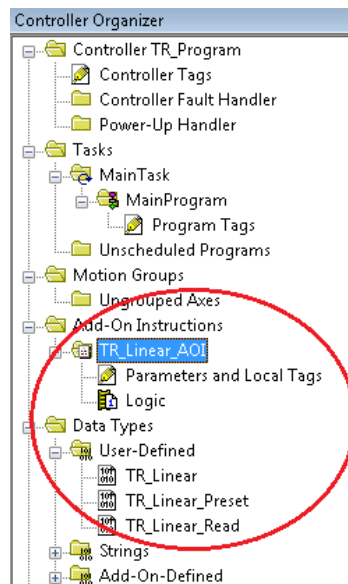 Controller Organizer
Controller TR_Program
Controller Tags
Controller Fault Handler
Power-Up Handler
Tasks
MainTask
MainProgram
Program Tags
Unscheduled Programs
Motion Groups
Ungrouped Axes
Add-On Instructions
TR_Linear_AOI
Parameters and Local Tags
Logic
Data Types
User-Defined
TR_Linear
TR_Linear_Preset
TR_Linear_Read
Strings
Add-On-Defined